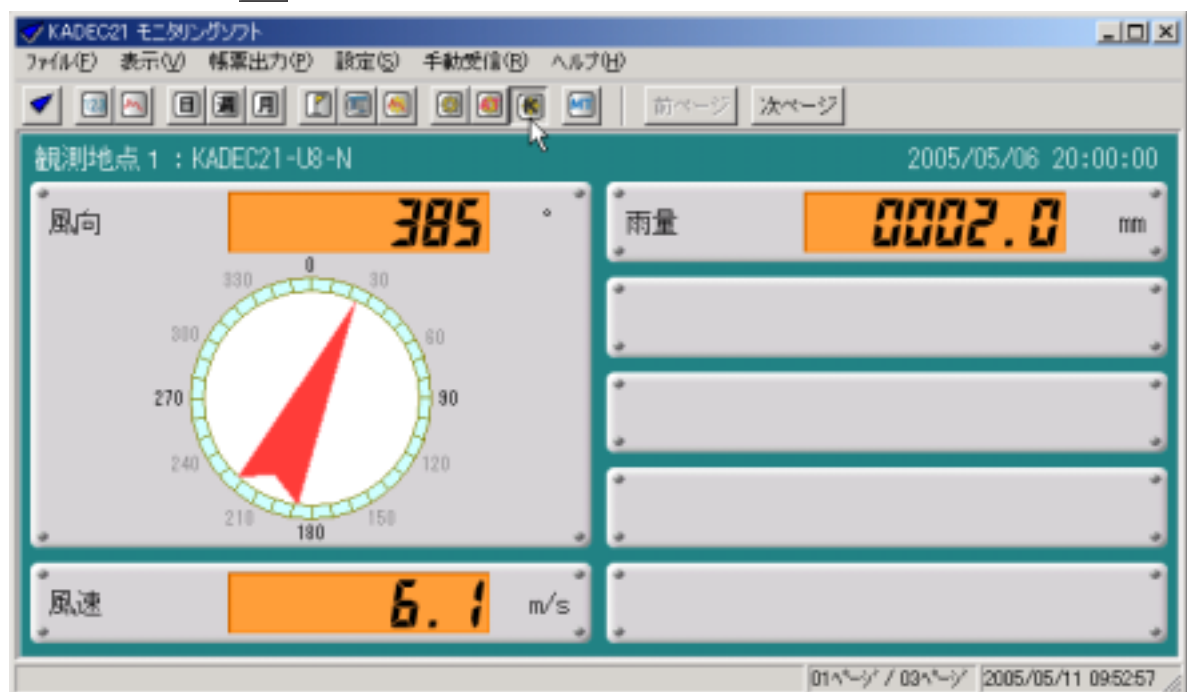 KADEC21 モニタリングソフト
ファイル(F) 表示(V) 帳票出力(P) 設定(S) 手動受信(R) ヘルプ(H)
123 日 週 月 K MT 前ページ 次ページ
観測地点 1 : KADEC21-U8-N 2005/05/06 20:00:00
風向 385 ° 雨量 0002.0 mm
0
330 30
300 60
270 90
240 120
210 150
180
風速 6.1 m/s
01ページ / 03ページ 2005/05/11 09:52:57